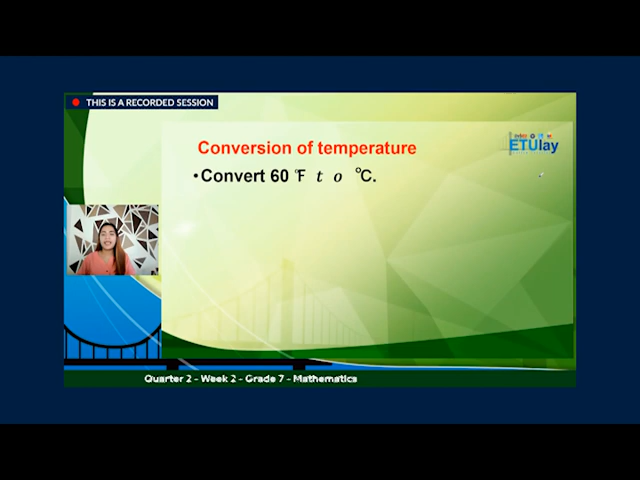 THIS IS A RECORDED SESSION
Conversion of temperature
ETUlay
•Convert 60 ℉ t o ℃.
Quarter 2 - Week 2 - Grade 7 - Mathematics